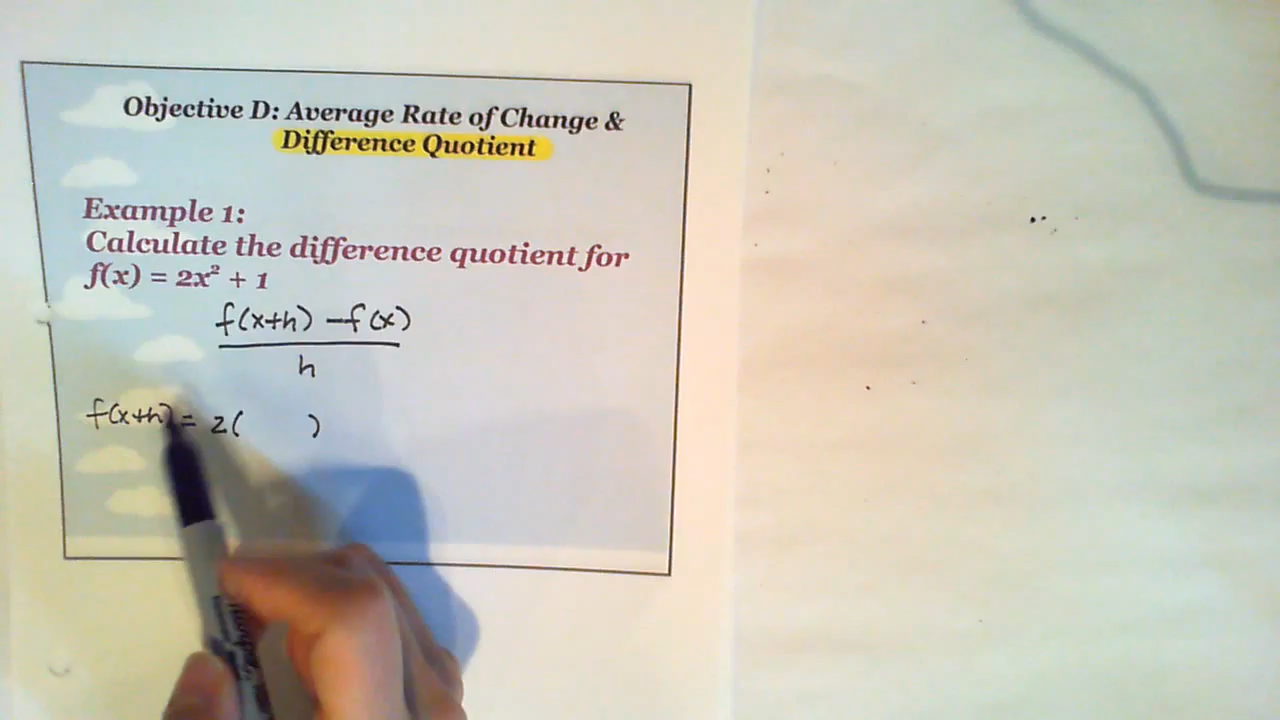 Objective D: Average Rate of Change &
Difference Quotient
Example 1:
Calculate the difference quotient for
f(x) = 2x² + 1
f(x+h) - f(x)
h
f(x+h) = 2(     )